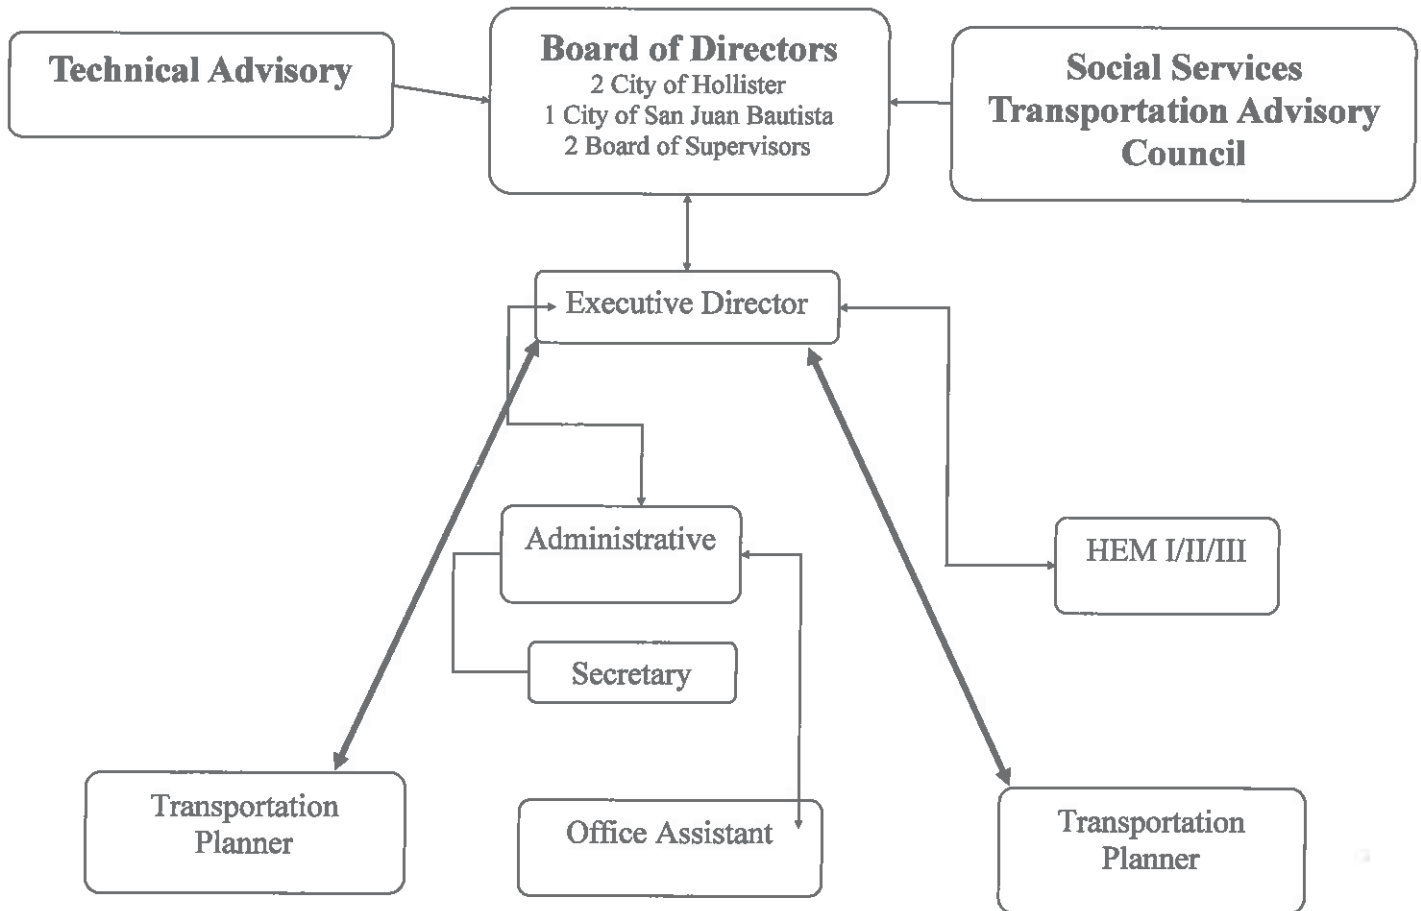 Technical Advisory
Board of Directors
2 City of Hollister
1 City of San Juan Bautista
2 Board of Supervisors
Social Services
Transportation Advisory
Council
Executive Director
Administrative
HEM I/II/III
Secretary
Transportation
Planner
Office Assistant
Transportation
Planner